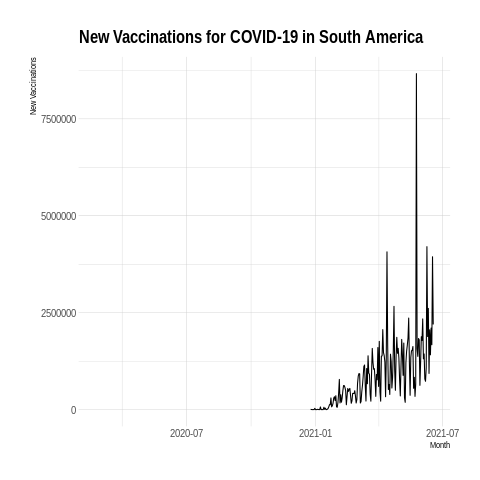 New Vaccinations for COVID-19 in South America
New Vaccinations
7500000
5000000
2500000
0
2020-07 2021-01 2021-07
Month